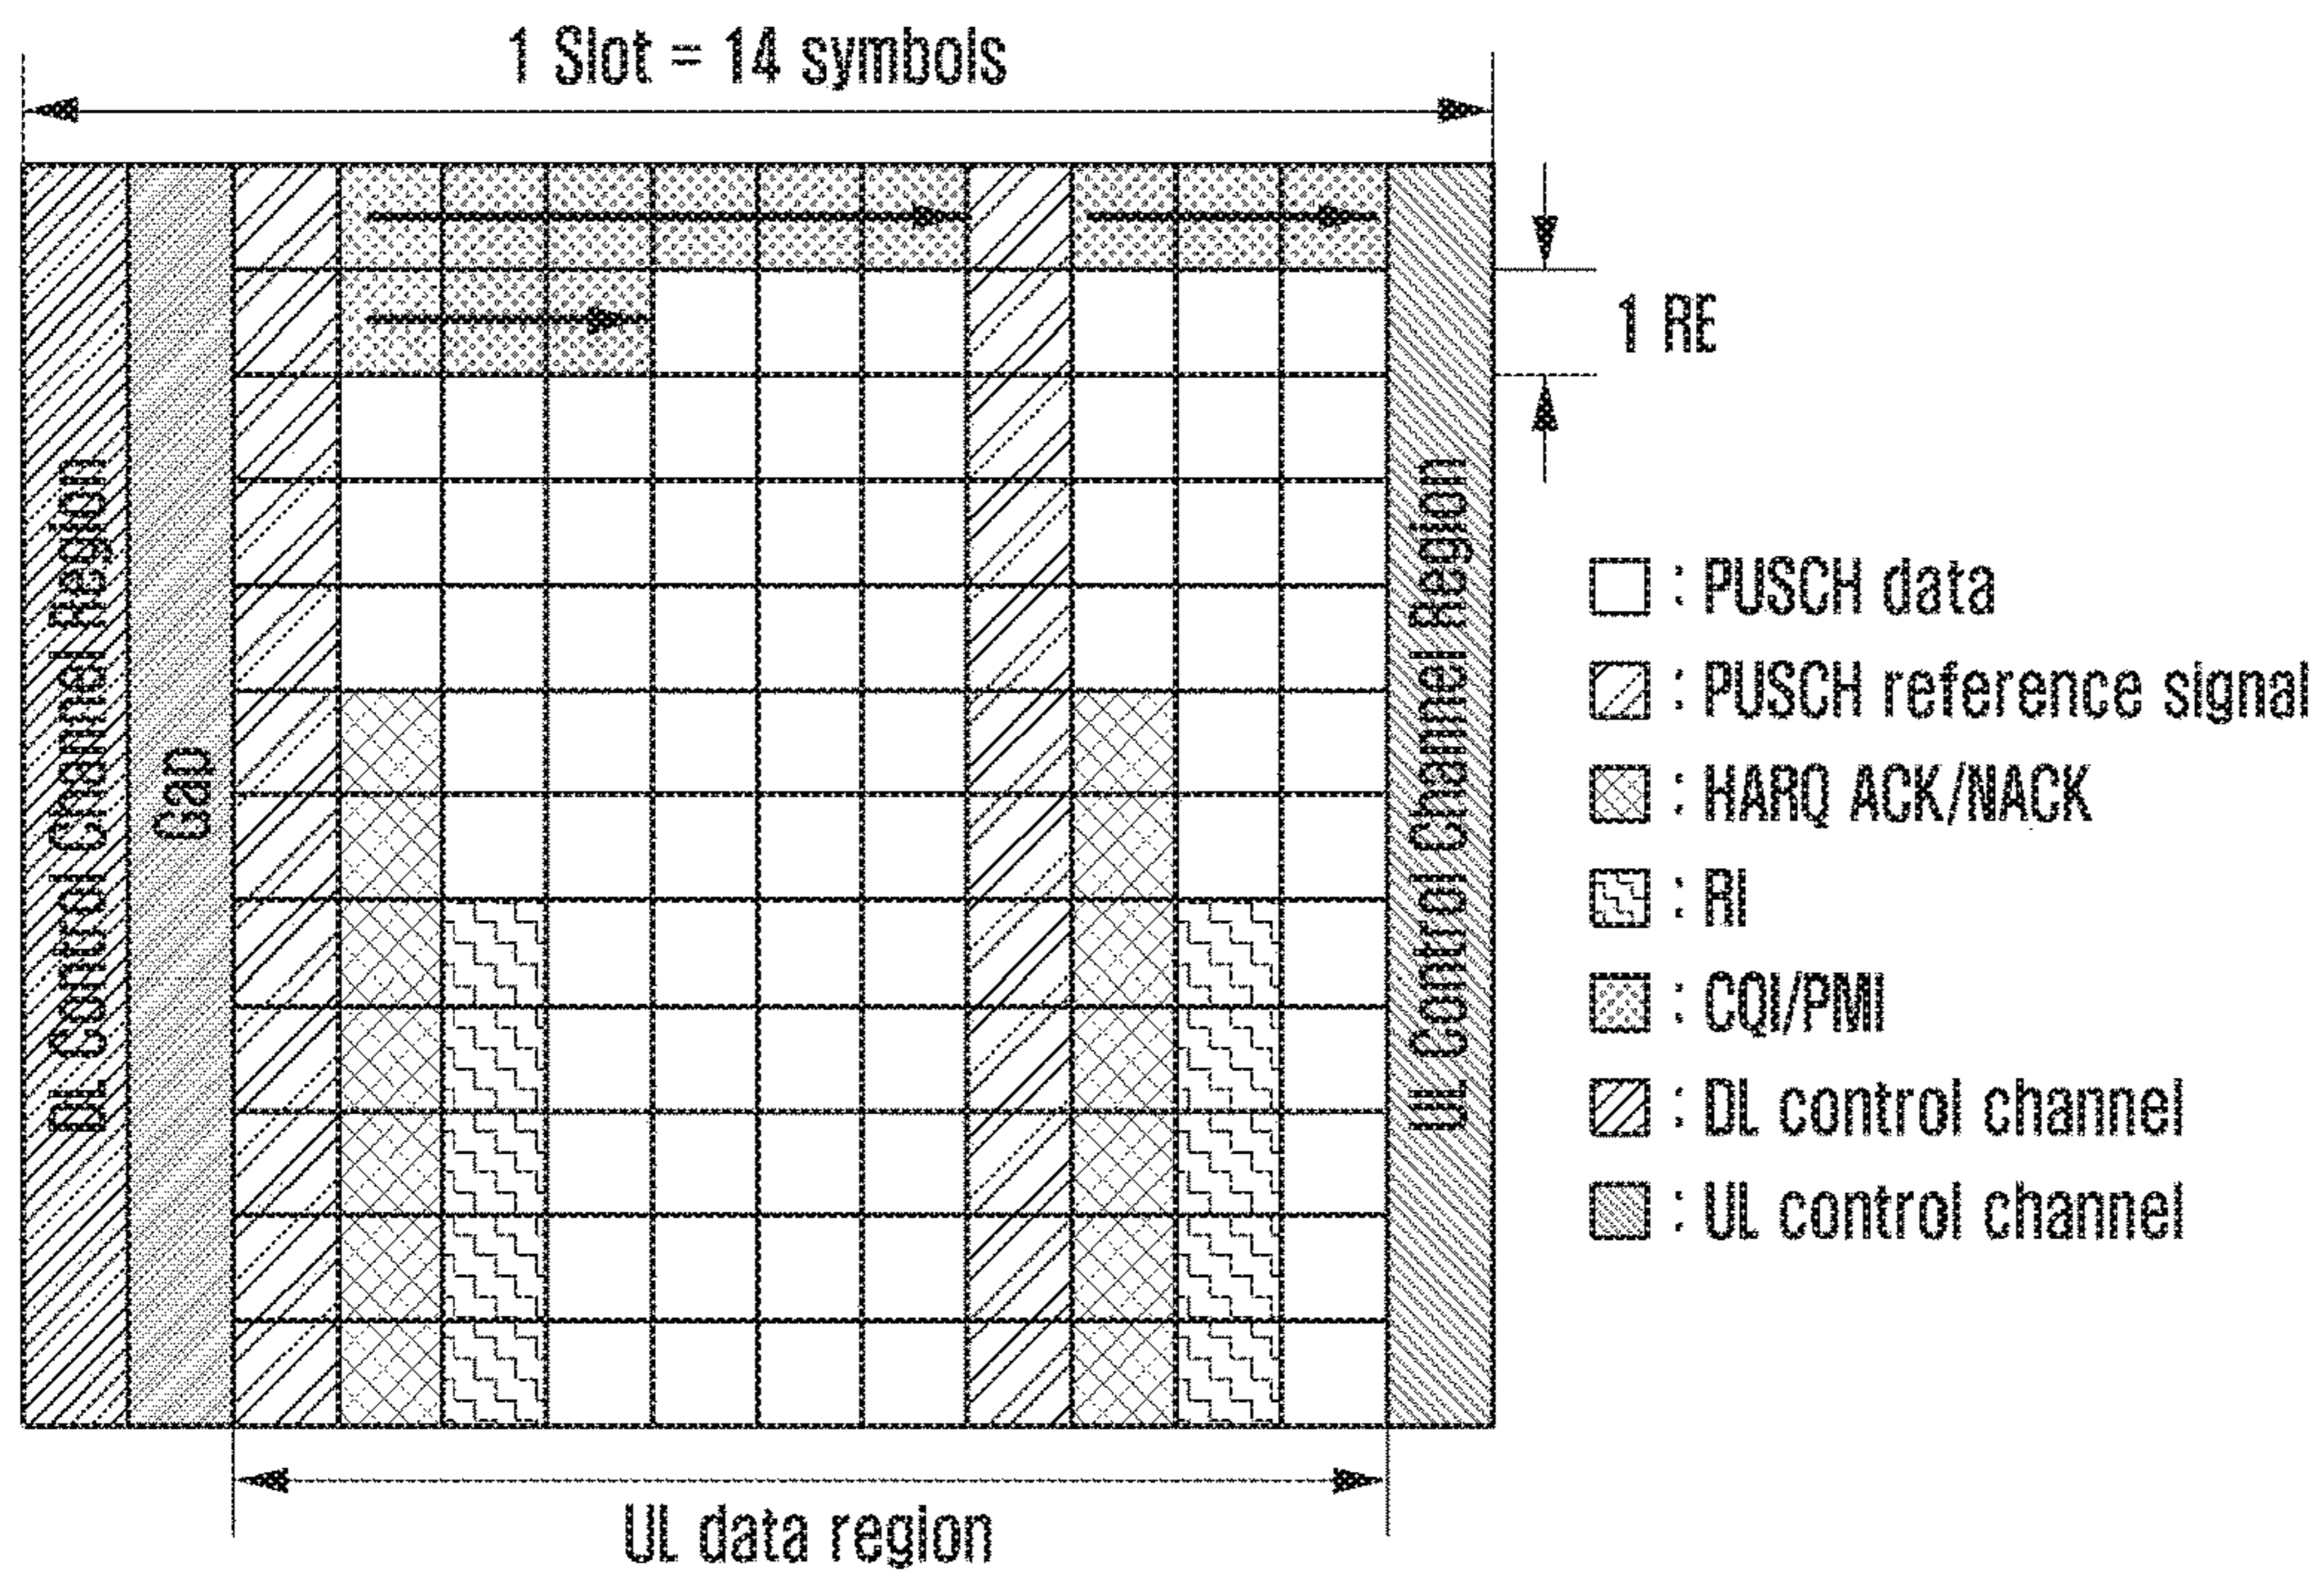 1 Slot = 14 symbols
DL Control Channel Region
Gap
UL Control Channel Region
1 RE
: PUSCH data
: PUSCH reference signal
: HARQ ACK/NACK
: RI
: CQI/PMI
: DL control channel
: UL control channel
UL data region